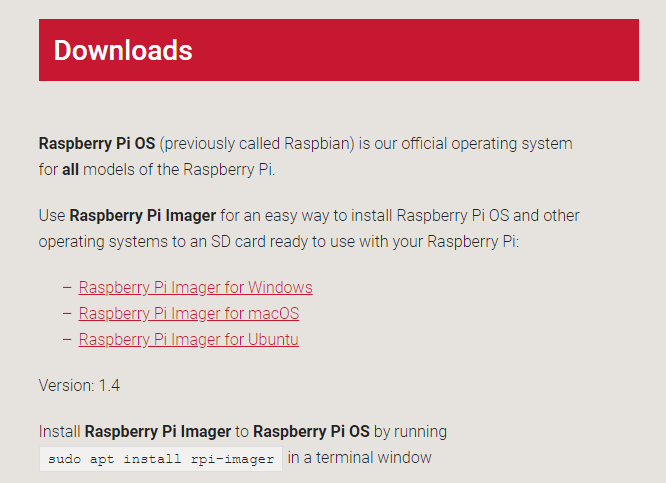 Downloads
Raspberry Pi OS (previously called Raspbian) is our official operating system
for all models of the Raspberry Pi.
Use Raspberry Pi Imager for an easy way to install Raspberry Pi OS and other
operating systems to an SD card ready to use with your Raspberry Pi:
– Raspberry Pi Imager for Windows
– Raspberry Pi Imager for macOS
– Raspberry Pi Imager for Ubuntu
Version: 1.4
Install Raspberry Pi Imager to Raspberry Pi OS by running
sudo apt install rpi-imager in a terminal window